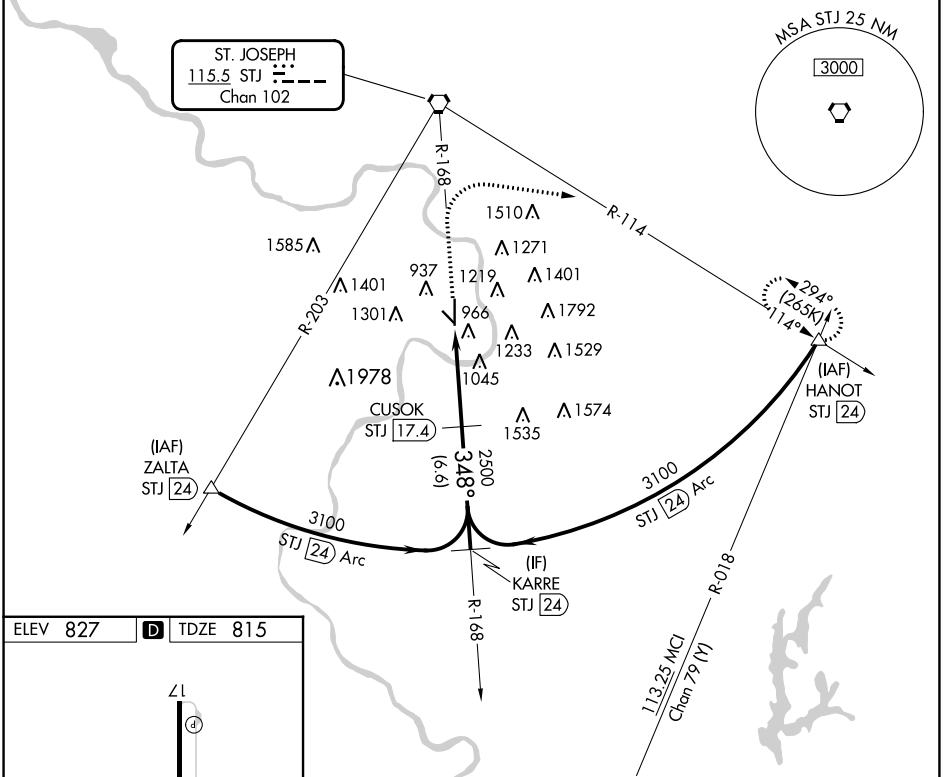 MSA STJ 25 NM
3000
ST. JOSEPH
115.5 STJ
Chan 102
R-168
R-114
R-203
1510
1585
1271
937
1219
1401
1401
1301
966
1792
1233
1529
1045
1978
294°
(265K)
114°
(IAF)
HANOT
STJ 24
CUSOK
STJ 17.4
1535
1574
(IAF)
ZALTA
STJ 24
348°
2500
(6.6)
3100
STJ 24 Arc
3100
STJ 24 Arc
(IF)
KARRE
STJ 24
R-168
R-018
113.25 MCI
Chan 79 (Y)
ELEV 827 D TDZE 815
17
P